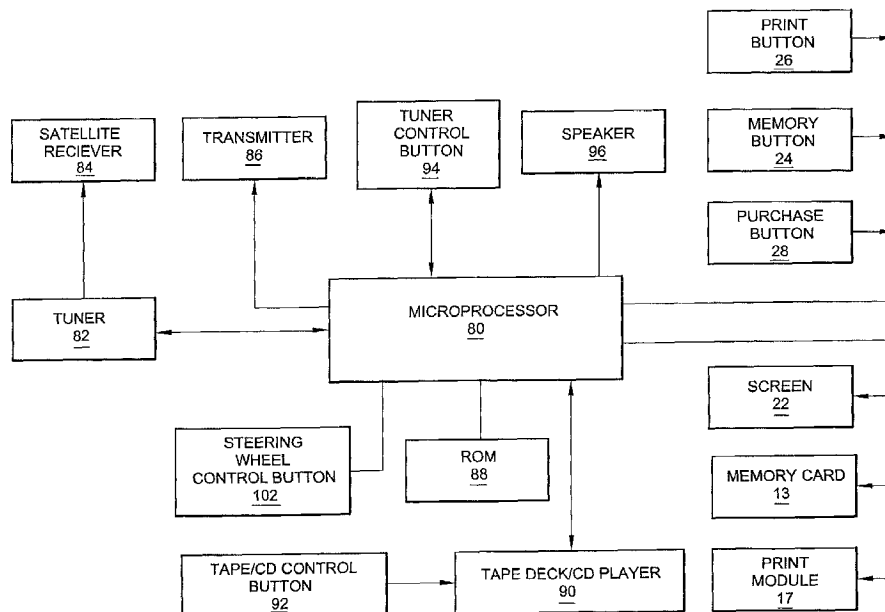 PRINT
BUTTON
26
SATELLITE
RECIEVER
84
TRANSMITTER
86
TUNER
CONTROL
BUTTON
94
SPEAKER
96
MEMORY
BUTTON
24
PURCHASE
BUTTON
28
TUNER
82
MICROPROCESSOR
80
SCREEN
22
STEERING
WHEEL
CONTROL BUTTON
102
ROM
88
MEMORY CARD
13
TAPE/CD CONTROL
BUTTON
92
TAPE DECK/CD PLAYER
90
PRINT
MODULE
17